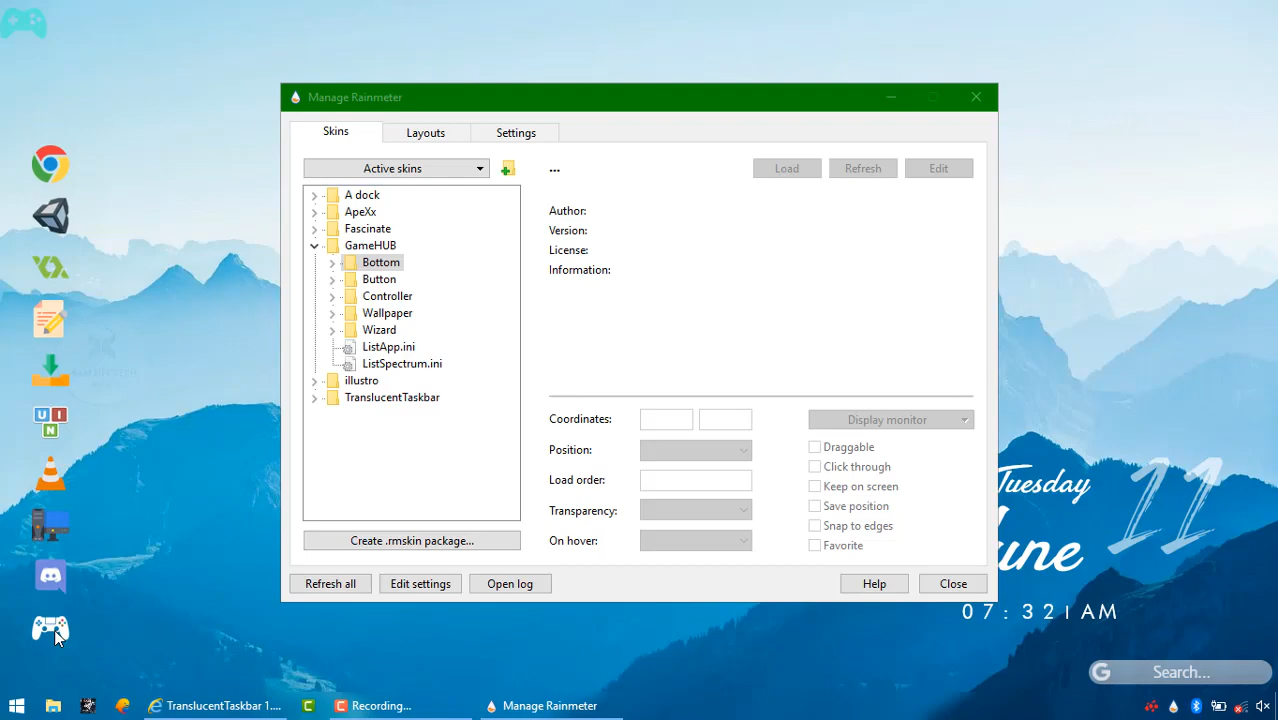 Manage Rainmeter
Skins
Layouts
Settings
Active skins
...
Load
Refresh
Edit
A dock
ApeXx
Fascinate
GameHUB
Bottom
Button
Controller
Wallpaper
Wizard
ListApp.ini
ListSpectrum.ini
illustro
TranslucentTaskbar
Author:
Version:
License:
Information:
Coordinates:
Display monitor
Position:
Draggable
Click through
Load order:
Keep on screen
Transparency:
Save position
Snap to edges
On hover:
Favorite
Create .rmskin package...
Refresh all
Edit settings
Open log
Help
Close
U I
N
Tuesday
11
une
07:32 AM
G Search...
TranslucentTaskbar 1....
C
C Recording...
Manage Rainmeter